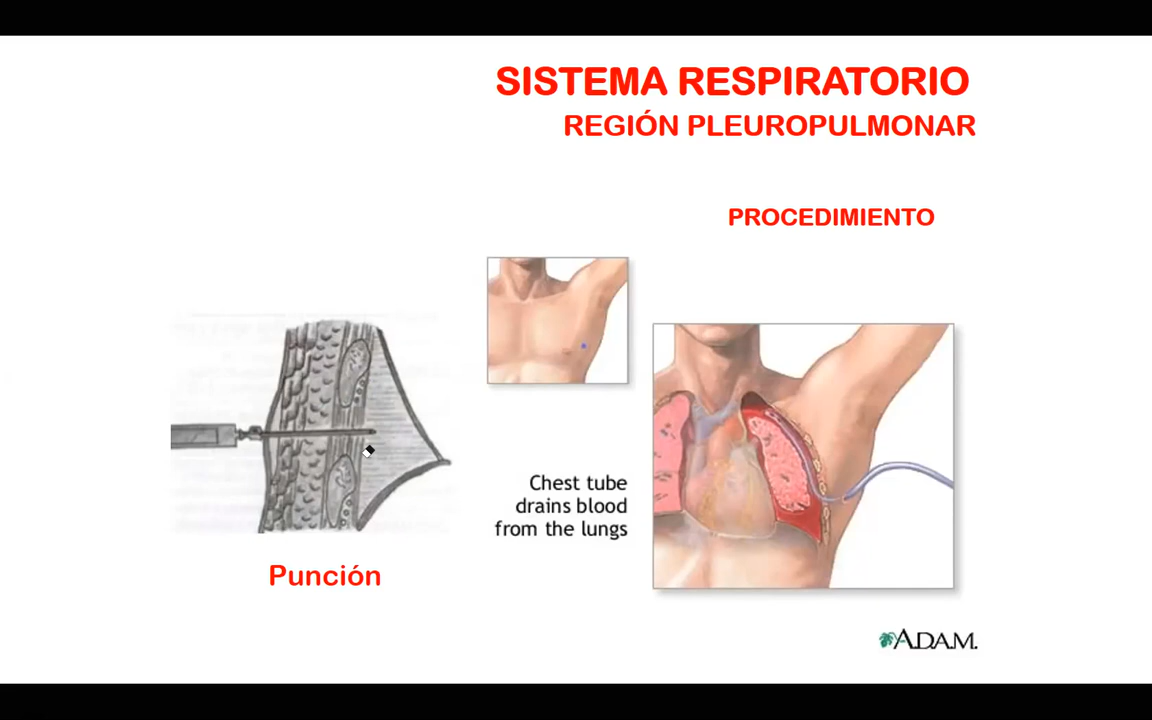 SISTEMA RESPIRATORIO
REGIÓN PLEUROPULMONAR
PROCEDIMIENTO
Chest tube
drains blood
from the lungs
Punción
A.D.A.M.